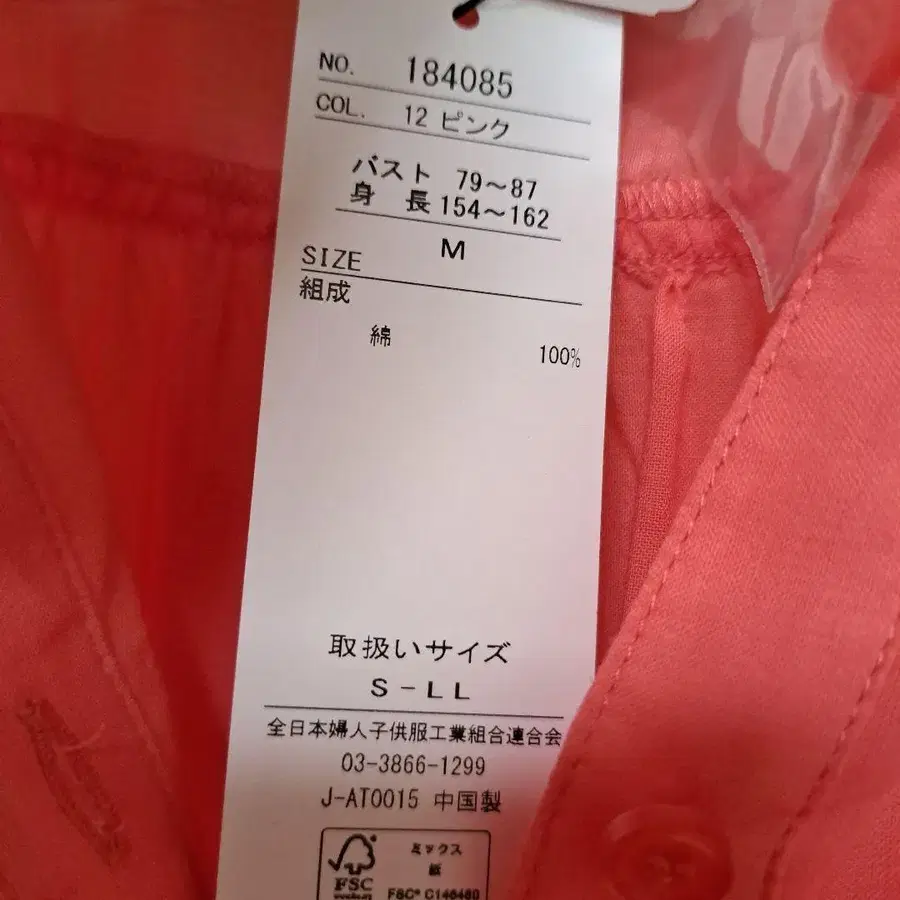 NO. 184085
COL. 12 ピンク
バスト 79～87
身 長 154～162
SIZE M
組成
綿 100%
取扱いサイズ
S-LL
全日本婦人子供服工業組合連合会
03-3866-1299
J-AT0015 中国製
ミックス
紙
FSC
FSC® C146480